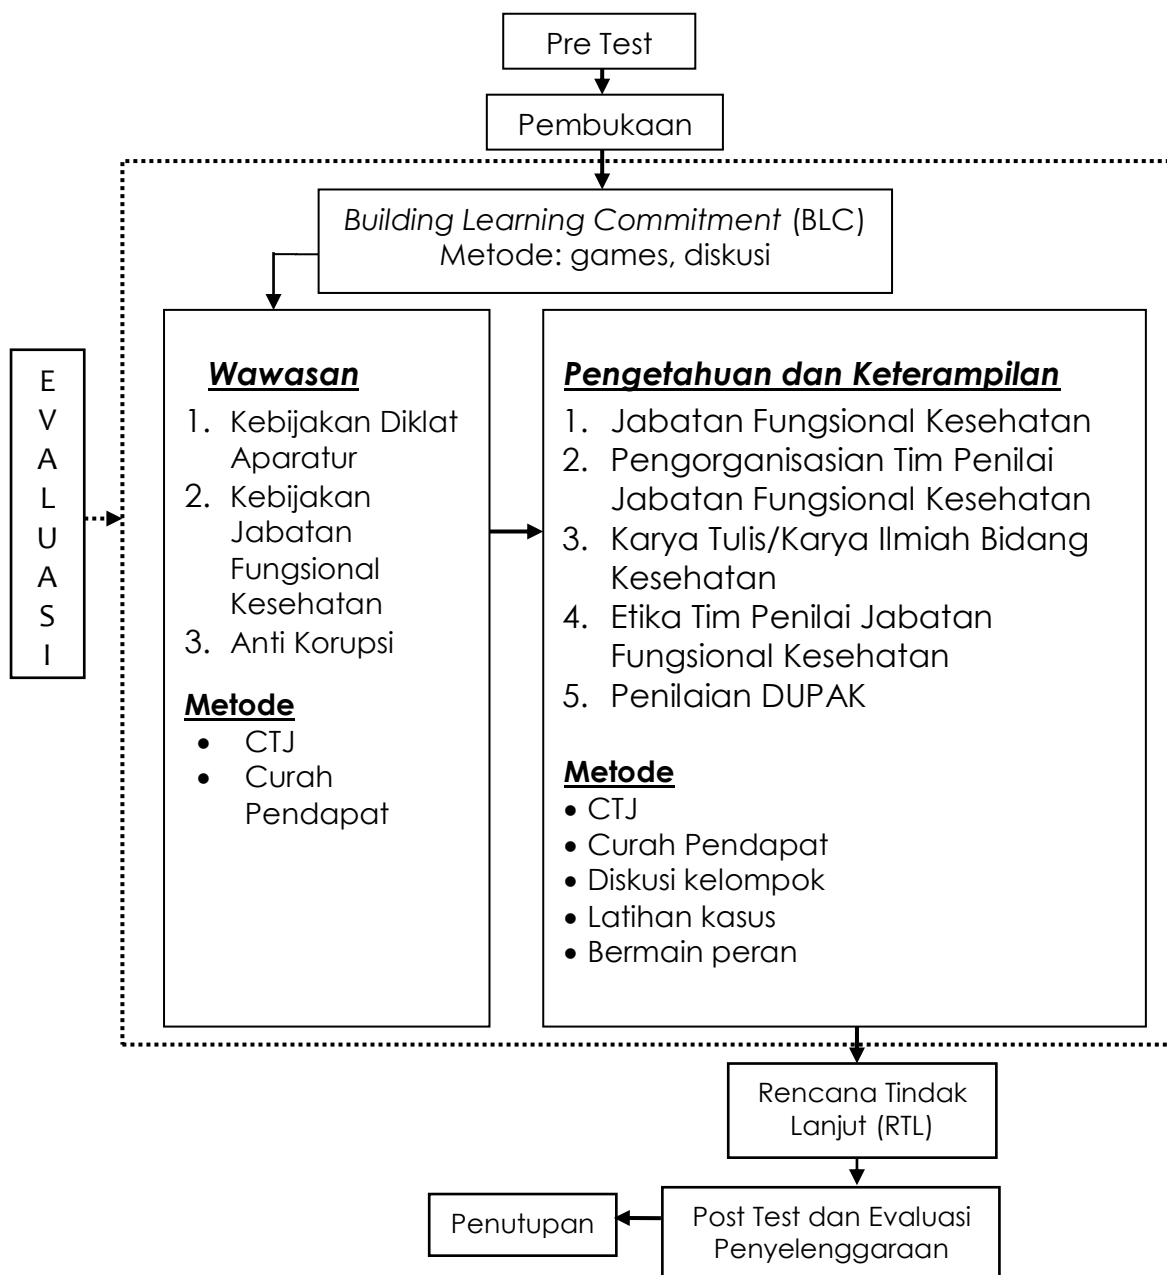 Pre Test
Pembukaan
Building Learning Commitment (BLC)
Metode: games, diskusi
E
V
A
L
U
A
S
I
Wawasan
1. Kebijakan Diklat
Aparatur
2. Kebijakan
Jabatan
Fungsional
Kesehatan
3. Anti Korupsi
Metode
• CTJ
• Curah
Pendapat
Pengetahuan dan Keterampilan
1. Jabatan Fungsional Kesehatan
2. Pengorganisasian Tim Penilai
Jabatan Fungsional Kesehatan
3. Karya Tulis/Karya Ilmiah Bidang
Kesehatan
4. Etika Tim Penilai Jabatan
Fungsional Kesehatan
5. Penilaian DUPAK
Metode
• CTJ
• Curah Pendapat
• Diskusi kelompok
• Latihan kasus
• Bermain peran
Rencana Tindak
Lanjut (RTL)
Post Test dan Evaluasi
Penyelenggaraan
Penutupan